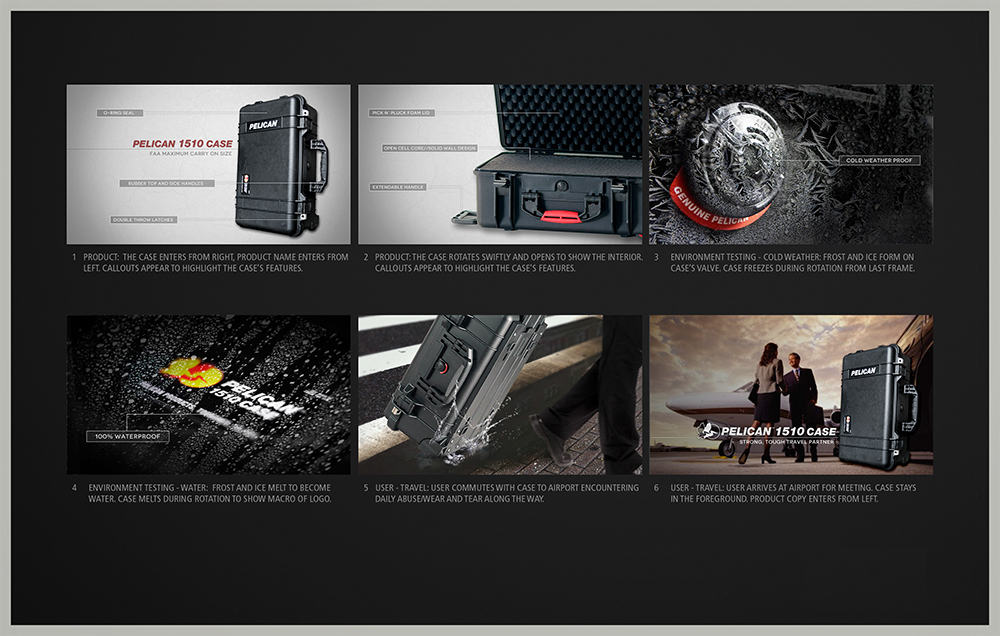 O-RING SEAL
PELICAN
PELICAN 1510 CASE
FAA MAXIMUM CARRY ON SIZE
RUBBER TOP AND SIDE HANDLES
DOUBLE THROW LATCHES
1 PRODUCT: THE CASE ENTERS FROM RIGHT, PRODUCT NAME ENTERS FROM
LEFT. CALLOUTS APPEAR TO HIGHLIGHT THE CASE'S FEATURES.
PICK N' PLUCK FOAM LID
OPEN CELL CORE//SOLID WALL DESIGN
EXTENDABLE HANDLE
2 PRODUCT: THE CASE ROTATES SWIFTLY AND OPENS TO SHOW THE INTERIOR.
CALLOUTS APPEAR TO HIGHLIGHT THE CASE'S FEATURES.
COLD WEATHER PROOF
GENUINE PELICAN
3 ENVIRONMENT TESTING - COLD WEATHER: FROST AND ICE FORM ON
CASE'S VALVE. CASE FREEZES DURING ROTATION FROM LAST FRAME.
PELICAN
1510 CASE
100% WATERPROOF
4 ENVIRONMENT TESTING - WATER: FROST AND ICE MELT TO BECOME
WATER. CASE MELTS DURING ROTATION TO SHOW MACRO OF LOGO.
5 USER - TRAVEL: USER COMMUTES WITH CASE TO AIRPORT ENCOUNTERING
DAILY ABUSE/WEAR AND TEAR ALONG THE WAY.
PELICAN
PELICAN 1510 CASE
STRONG, TOUGH TRAVEL PARTNER
6 USER - TRAVEL: USER ARRIVES AT AIRPORT FOR MEETING. CASE STAYS
IN THE FOREGROUND. PRODUCT COPY ENTERS FROM LEFT.